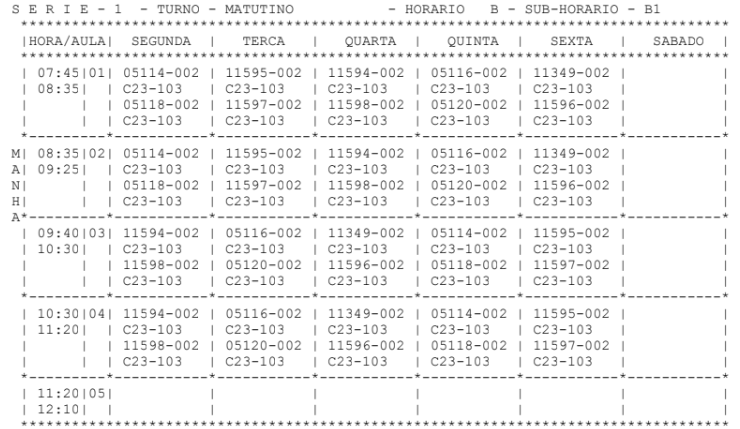 S E R I E - 1  - TURNO - MATUTINO           - HORARIO   B - SUB-HORARIO - B1
*************************************************************************
|HORA/AULA|  SEGUNDA   |   TERCA    |   QUARTA   |   QUINTA   |   SEXTA    |   SABADO   |
*************************************************************************
| 07:45|01| 05114-002 | 11595-002 | 11594-002 | 05116-002 | 11349-002 |           |
| 08:35|  | C23-103   | C23-103   | C23-103   | C23-103   | C23-103   |           |
|      |  | 05118-002 | 11597-002 | 11598-002 | 05120-002 | 11596-002 |           |
|      |  | C23-103   | C23-103   | C23-103   | C23-103   | C23-103   |           |
*---------*-----------*-----------*-----------*-----------*-----------*-----------*
M| 08:35|02| 05114-002 | 11595-002 | 11594-002 | 05116-002 | 11349-002 |           |
A| 09:25|  | C23-103   | C23-103   | C23-103   | C23-103   | C23-103   |           |
N|      |  | 05118-002 | 11597-002 | 11598-002 | 05120-002 | 11596-002 |           |
H|      |  | C23-103   | C23-103   | C23-103   | C23-103   | C23-103   |           |
A*---------*-----------*-----------*-----------*-----------*-----------*-----------*
| 09:40|03| 11594-002 | 05116-002 | 11349-002 | 05114-002 | 11595-002 |           |
| 10:30|  | C23-103   | C23-103   | C23-103   | C23-103   | C23-103   |           |
|      |  | 11598-002 | 05120-002 | 11596-002 | 05118-002 | 11597-002 |           |
|      |  | C23-103   | C23-103   | C23-103   | C23-103   | C23-103   |           |
*---------*-----------*-----------*-----------*-----------*-----------*-----------*
| 10:30|04| 11594-002 | 05116-002 | 11349-002 | 05114-002 | 11595-002 |           |
| 11:20|  | C23-103   | C23-103   | C23-103   | C23-103   | C23-103   |           |
|      |  | 11598-002 | 05120-002 | 11596-002 | 05118-002 | 11597-002 |           |
|      |  | C23-103   | C23-103   | C23-103   | C23-103   | C23-103   |           |
*---------*-----------*-----------*-----------*-----------*-----------*-----------*
| 11:20|05|           |           |           |           |           |           |
| 12:10|  |           |           |           |           |           |           |
*************************************************************************